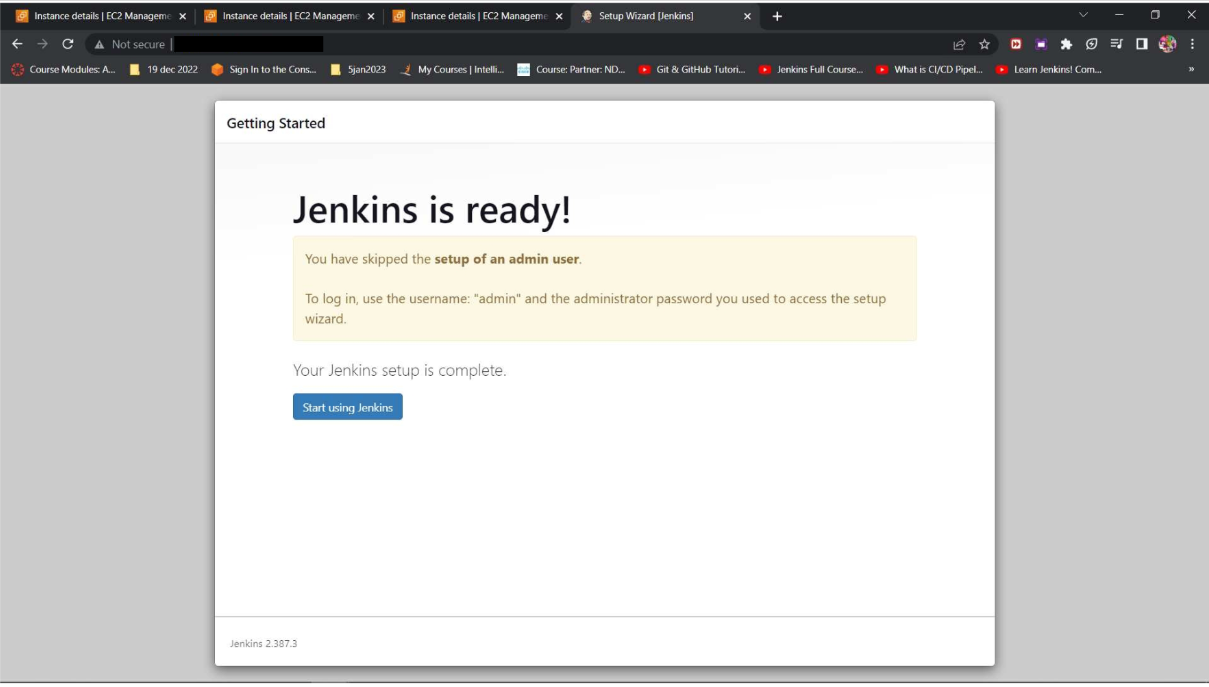 Instance details | EC2 Manageme
Instance details | EC2 Manageme
Instance details | EC2 Manageme
Setup Wizard [Jenkins]
Not secure
Course Modules: A...
19 dec 2022
Sign In to the Cons...
5jan2023
My Courses | Intelli...
Course: Partner: ND...
Git & GitHub Tutori...
Jenkins Full Course...
What is CI/CD Pipel...
Learn Jenkins! Com...
»
Getting Started
Jenkins is ready!
You have skipped the setup of an admin user.
To log in, use the username: "admin" and the administrator password you used to access the setup
wizard.
Your Jenkins setup is complete.
Start using Jenkins
Jenkins 2.387.3